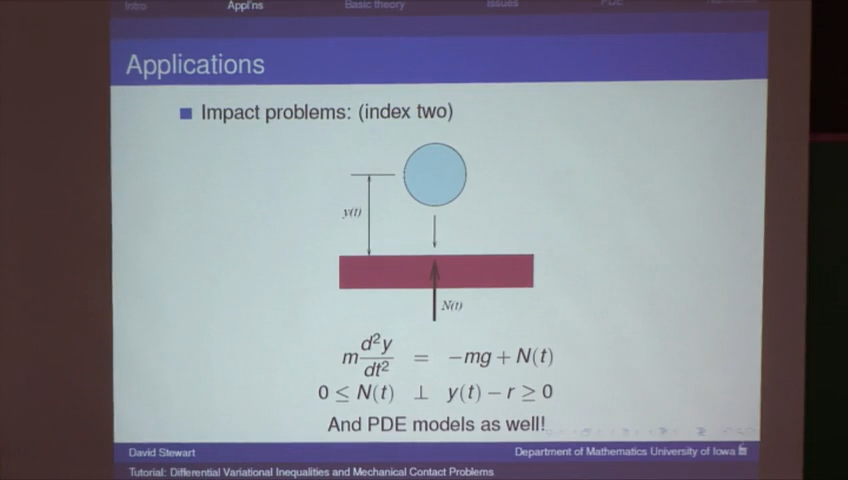 Intro Appl'ns Basic theory Issues PDE
Applications
Impact problems: (index two)
y(t)
N(t)
m d²y/dt² = −mg + N(t)
0 ≤ N(t) ⊥ y(t) − r ≥ 0
And PDE models as well!
David Stewart Department of Mathematics University of Iowa
Tutorial: Differential Variational Inequalities and Mechanical Contact Problems